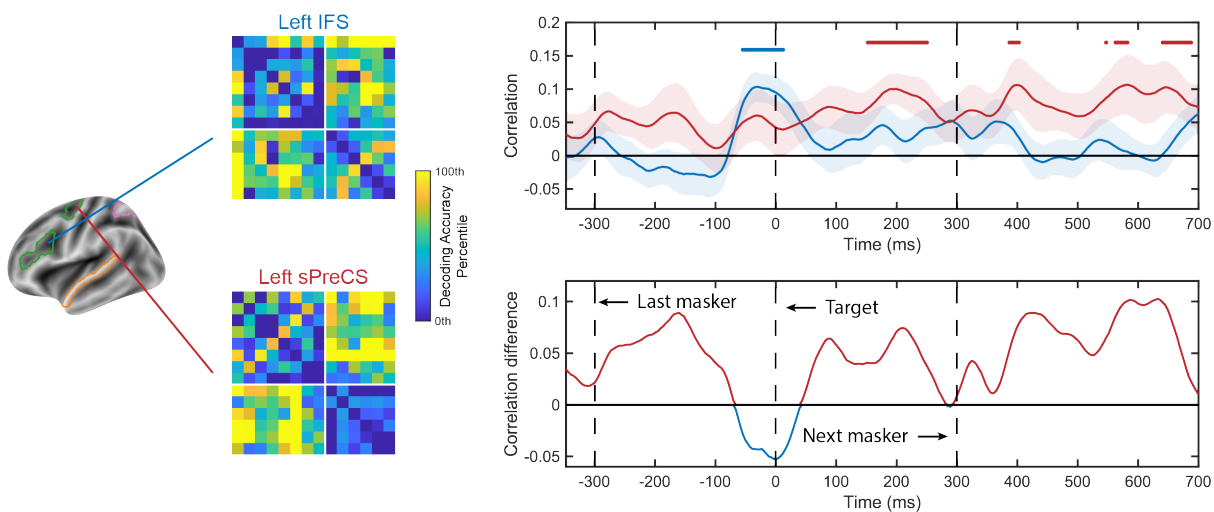 Left IFS
100th
Decoding Accuracy
Percentile
0th
Left sPreCS
0.2
0.15
0.1
0.05
0
-0.05
Correlation
-300 -200 -100 0 100 200 300 400 500 600 700
Time (ms)
0.1
0.05
0
-0.05
Correlation difference
Last masker
Target
Next masker
-300 -200 -100 0 100 200 300 400 500 600 700
Time (ms)